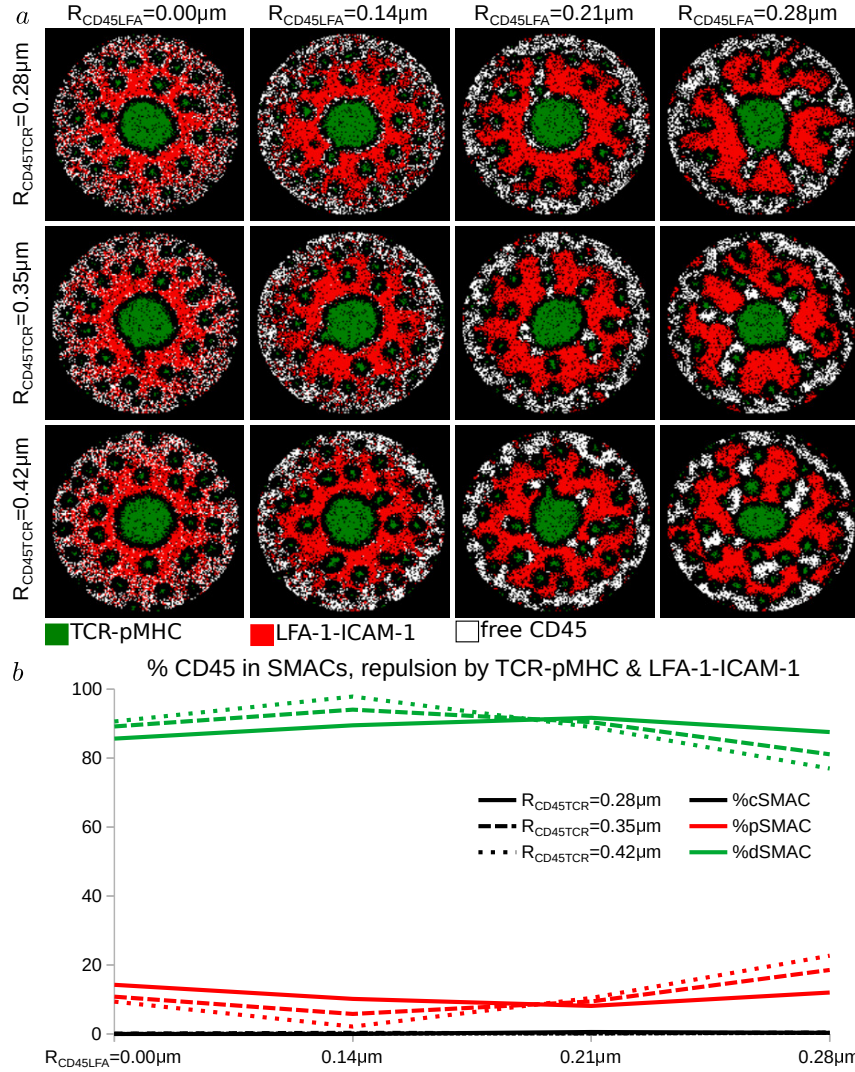 a
R_CD45LFA=0.00μm R_CD45LFA=0.14μm R_CD45LFA=0.21μm R_CD45LFA=0.28μm
R_CD45TCR=0.28μm
R_CD45TCR=0.35μm
R_CD45TCR=0.42μm
TCR-pMHC LFA-1-ICAM-1 free CD45
b
% CD45 in SMACs, repulsion by TCR-pMHC & LFA-1-ICAM-1
100
80
60
40
20
0
R_CD45TCR=0.28μm %cSMAC
R_CD45TCR=0.35μm %pSMAC
R_CD45TCR=0.42μm %dSMAC
R_CD45LFA=0.00μm 0.14μm 0.21μm 0.28μm